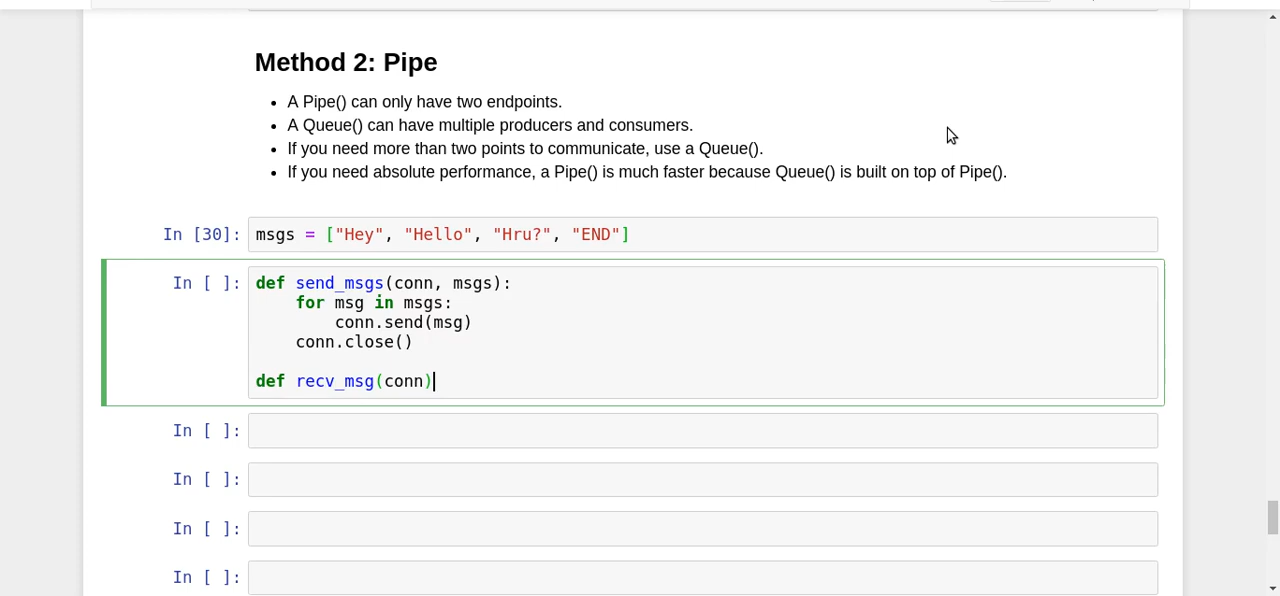 Method 2: Pipe
• A Pipe() can only have two endpoints.
• A Queue() can have multiple producers and consumers.
• If you need more than two points to communicate, use a Queue().
• If you need absolute performance, a Pipe() is much faster because Queue() is built on top of Pipe().
In [30]: msgs = ["Hey", "Hello", "Hru?", "END"]
In [ ]: def send_msgs(conn, msgs):
    for msg in msgs:
        conn.send(msg)
    conn.close()
def recv_msg(conn)
In [ ]:
In [ ]:
In [ ]:
In [ ]: